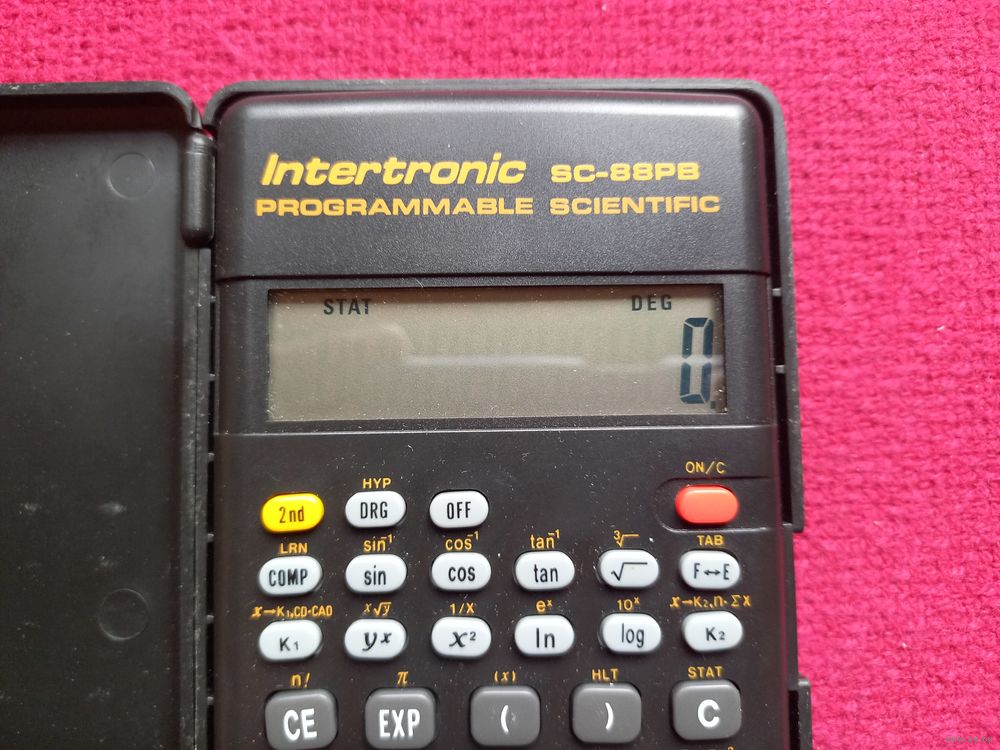 Intertronic SC-88PB
PROGRAMMABLE SCIENTIFIC
STAT DEG
0.
HYP ON/C
2nd DRG OFF
LRN sin⁻¹ cos⁻¹ tan⁻¹ ³√ TAB
COMP sin cos tan √ F↔E
x→K₁,CD·CAD x√y 1/X eˣ 10ˣ x→K₂,n·ΣX
K₁ yˣ x² ln log K₂
n! π (x) HLT STAT
CE EXP ( ) C